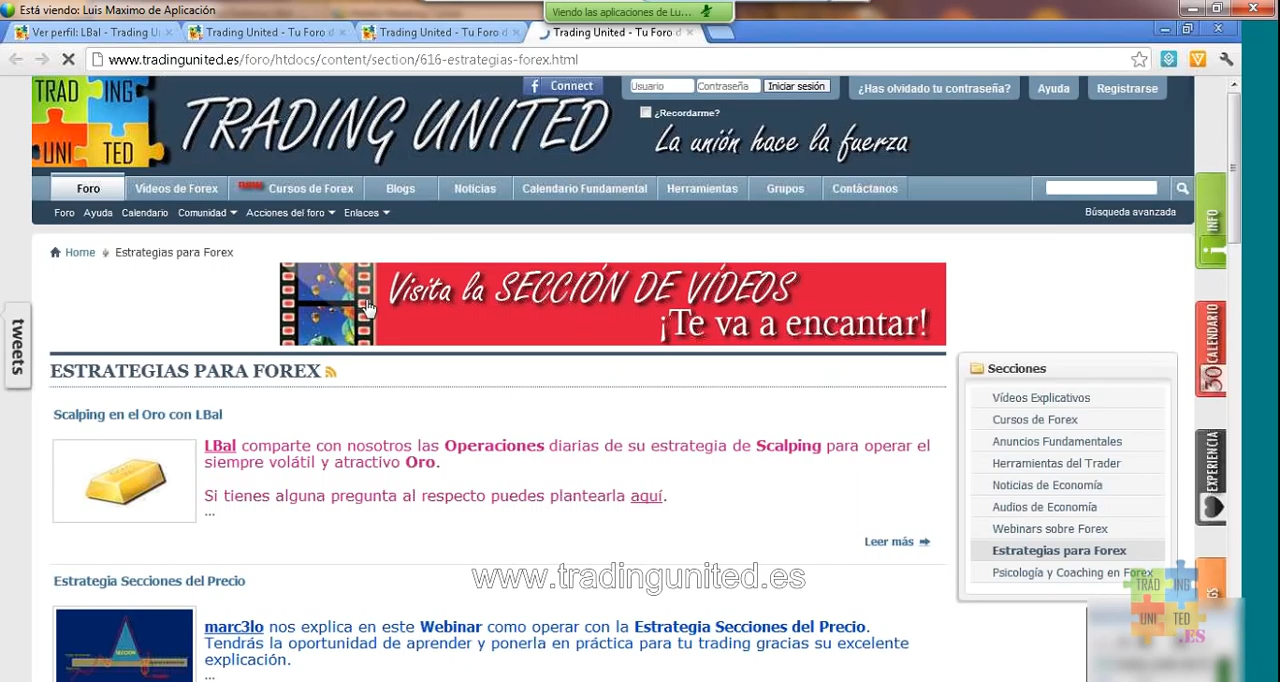 Está viendo: Luis Maximo de Aplicación
Viendo las aplicaciones de Lu...
Ver perfil: LBal - Trading Un
Trading United - Tu Foro d
Trading United - Tu Foro d
Trading United - Tu Foro d
www.tradingunited.es/foro/htdocs/content/section/616-estrategias-forex.html
TRADING UNITED
TRADING UNITED
La unión hace la fuerza
f Connect
Usuario Contraseña Iniciar sesión
¿Recordarme?
¿Has olvidado tu contraseña? Ayuda Registrarse
Foro Videos de Forex Cursos de Forex Blogs Noticias Calendario Fundamental Herramientas Grupos Contáctanos
Foro Ayuda Calendario Comunidad Acciones del foro Enlaces Búsqueda avanzada
Home Estrategias para Forex
Visita la SECCIÓN DE VÍDEOS
¡Te va a encantar!
ESTRATEGIAS PARA FOREX
Scalping en el Oro con LBal
LBal comparte con nosotros las Operaciones diarias de su estrategia de Scalping para operar el
siempre volátil y atractivo Oro.
Si tienes alguna pregunta al respecto puedes plantearla aquí.
...
Leer más
Estrategia Secciones del Precio
marc3lo nos explica en este Webinar como operar con la Estrategia Secciones del Precio.
Tendrás la oportunidad de aprender y ponerla en práctica para tu trading gracias su excelente
explicación.
...
Secciones
Vídeos Explicativos
Cursos de Forex
Anuncios Fundamentales
Herramientas del Trader
Noticias de Economía
Audios de Economía
Webinars sobre Forex
Estrategias para Forex
Psicología y Coaching en Forex
tweets
INFO
CALENDARIO
30
EXPERIENCIA
www.tradingunited.es
TRADING UNITED
.ES